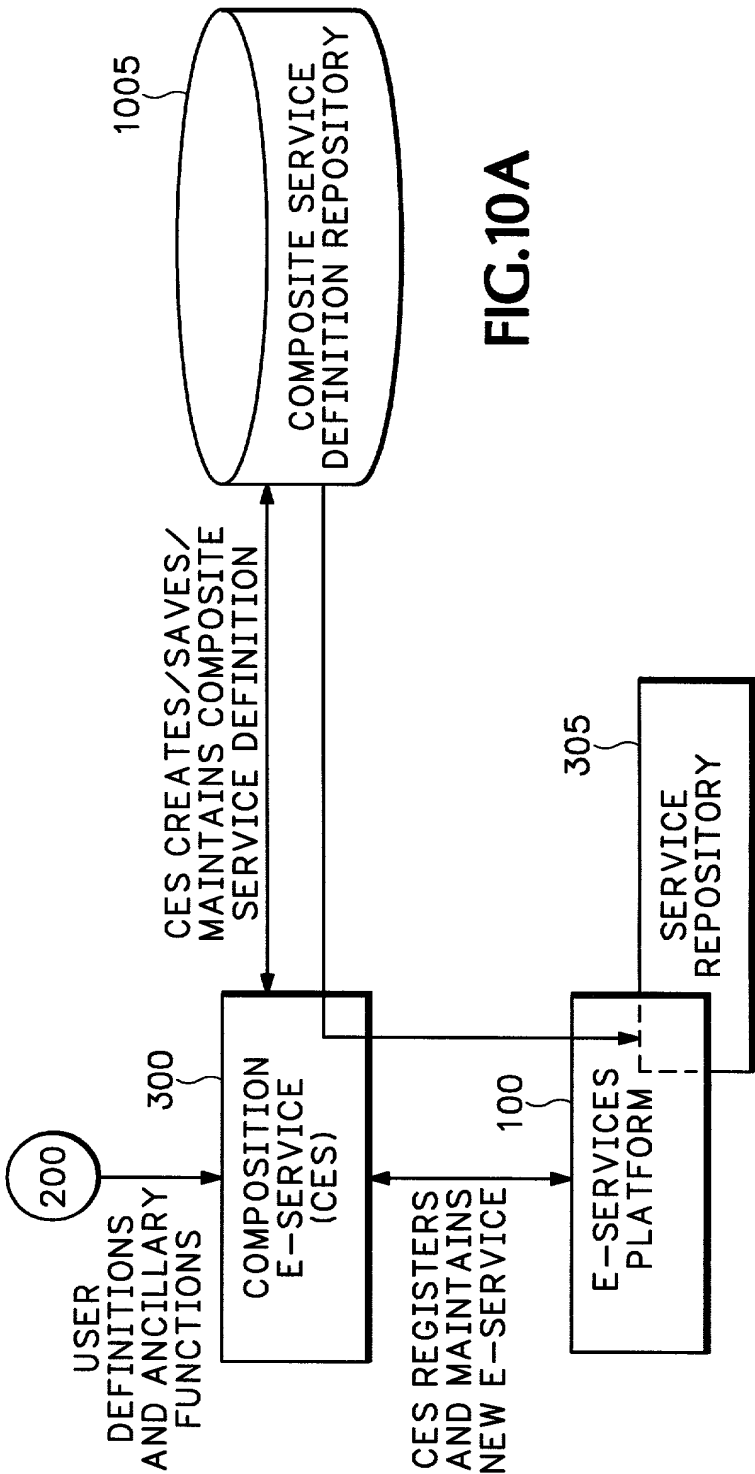 200
USER
DEFINITIONS
AND ANCILLARY
FUNCTIONS
300
COMPOSITION
E-SERVICE
(CES)
CES CREATES/SAVES/
MAINTAINS COMPOSITE
SERVICE DEFINITION
1005
COMPOSITE SERVICE
DEFINITION REPOSITORY
CES REGISTERS
AND MAINTAINS
NEW E-SERVICE
100
E-SERVICES
PLATFORM
305
SERVICE
REPOSITORY
FIG.10A